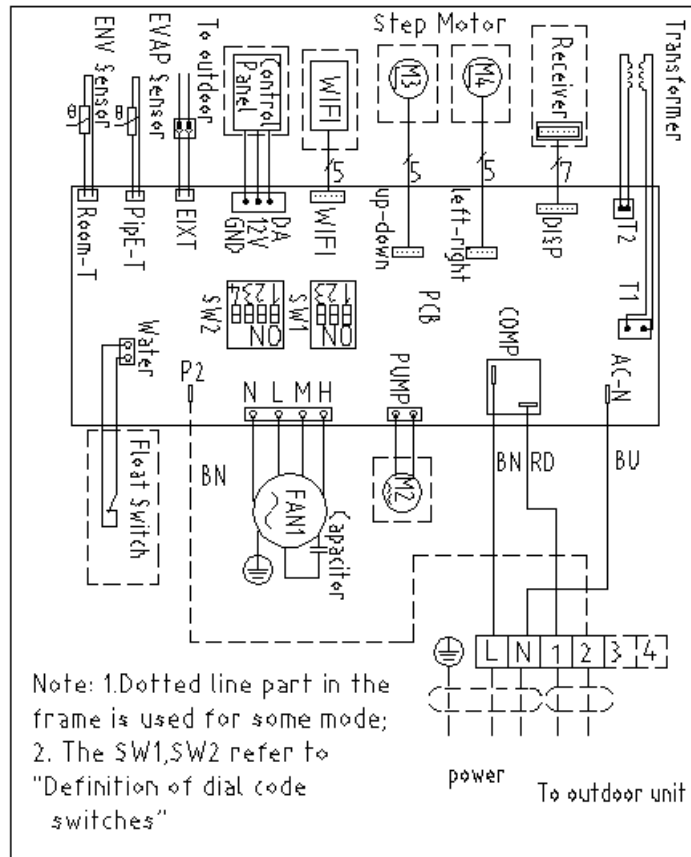 Step Motor
ENV Sensor
EVAP Sensor
To outdoor
Control
Panel
WIFI
M3
M4
Receiver
Transformer
θ
θ
5
5
5
7
Room-T
PipE-T
EIXT
GND
12V
DA
WIFI
up-down
left-right
DISP
T2
T1
1234
ON
SW2
123
ON
SW1
PCB
COMP
AC-N
Water
P2
N L M H
PUMP
Float Switch
BN
FAN1
Capacitor
M2
BN
RD
BU
L N 1 2 3 4
Note: 1.Dotted line part in the
frame is used for some mode;
2. The SW1,SW2 refer to
"Definition of dial code
switches"
power
To outdoor unit